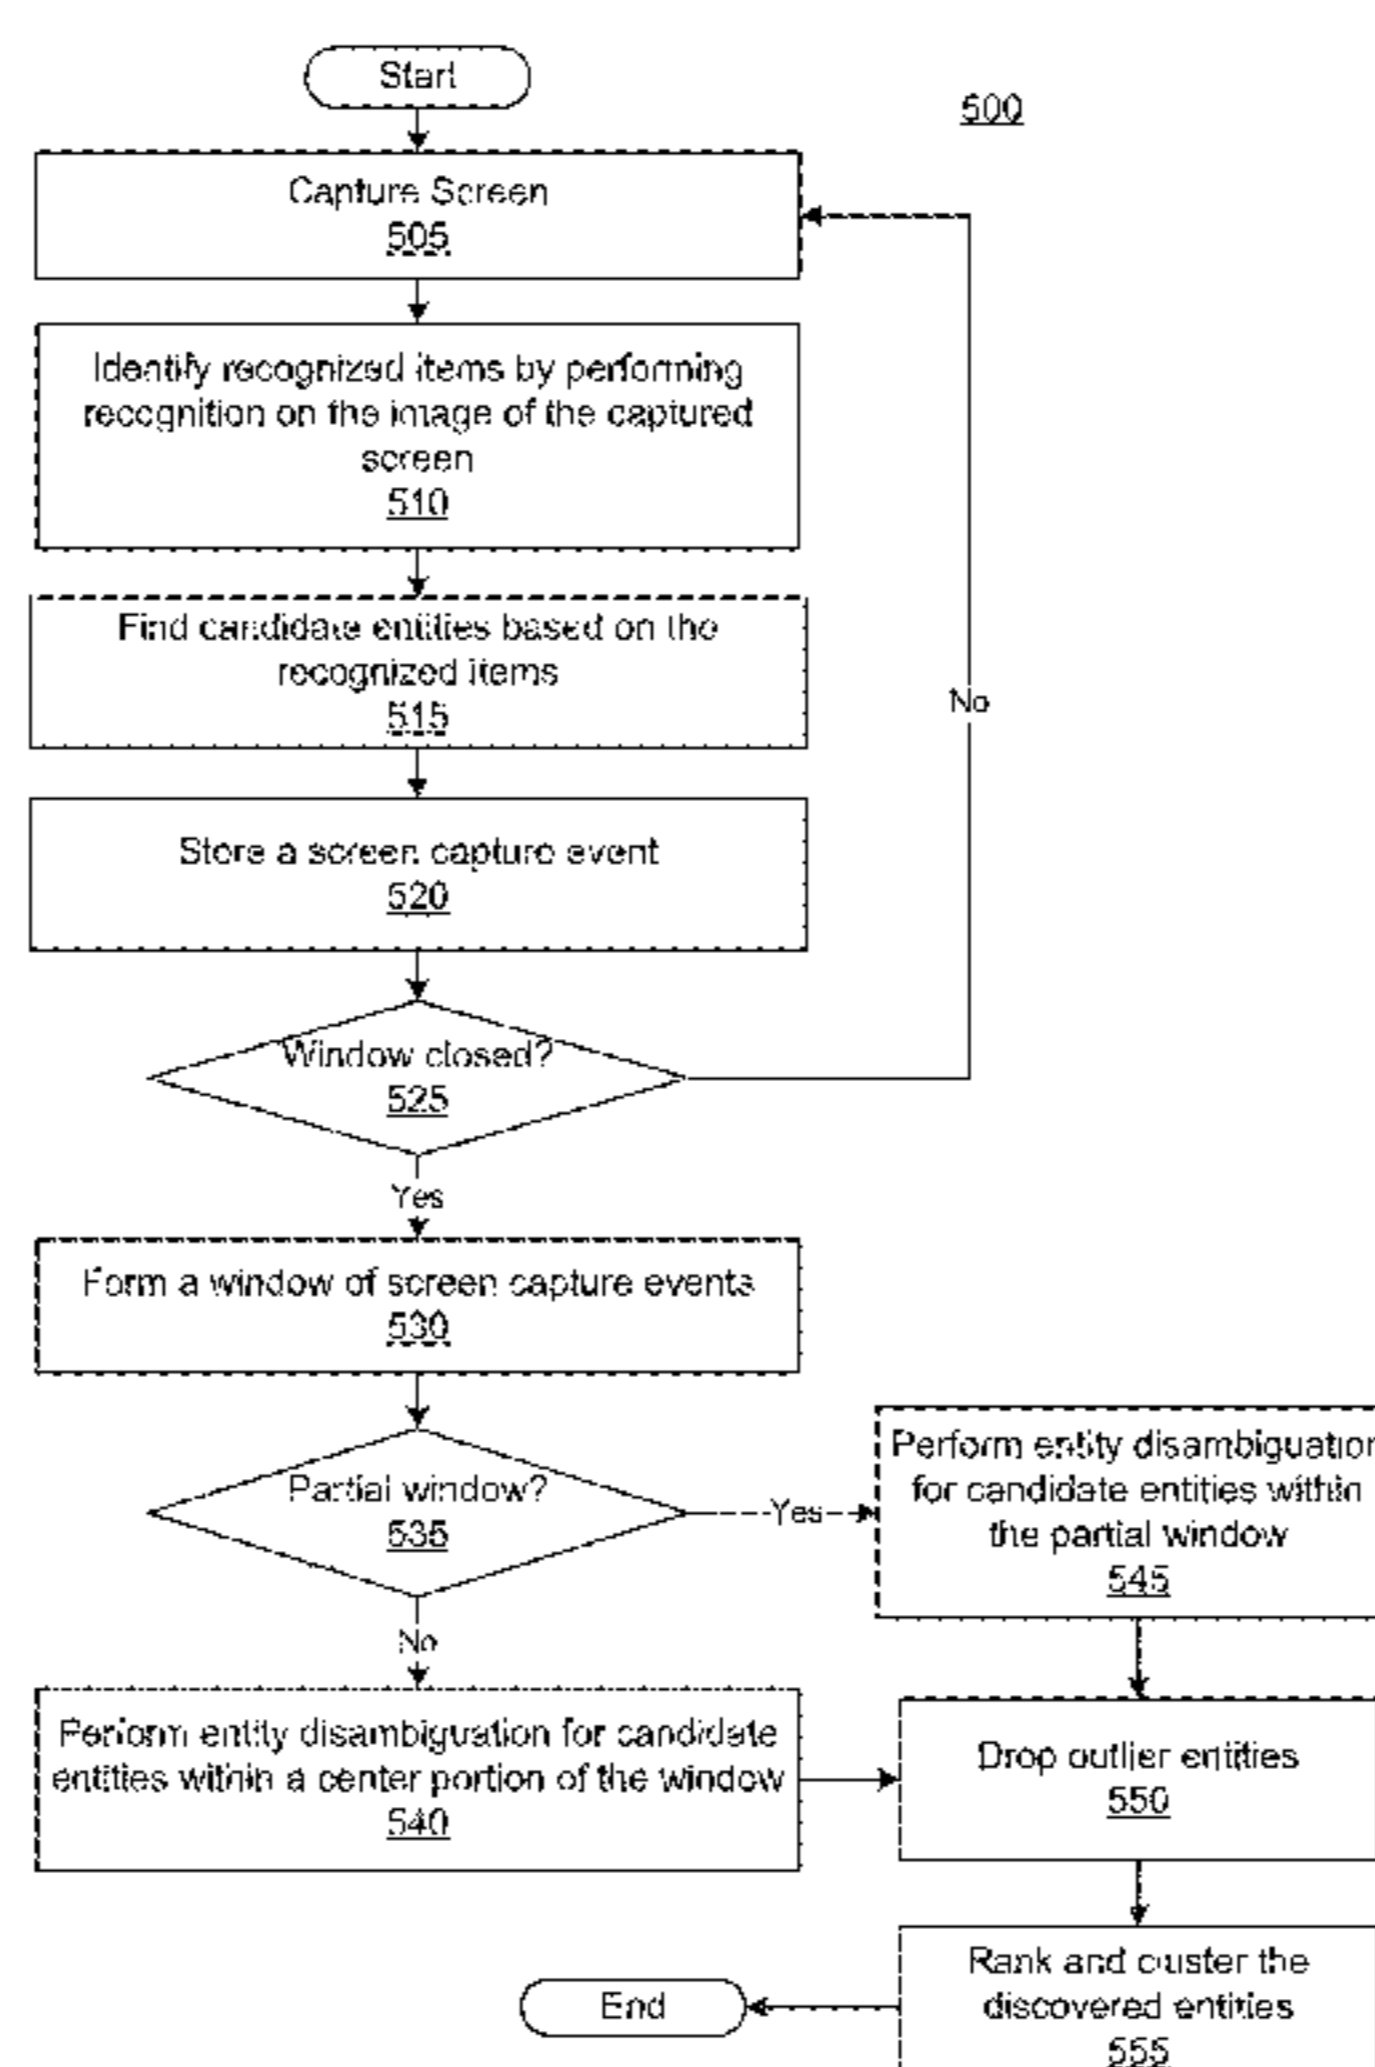 Start
500
Capture Screen
505
Identify recognized items by performing
recognition on the image of the captured
screen
510
Find candidate entities based on the
recognized items
515
No
Store a screen capture event
520
Window closed?
525
Yes
Form a window of screen capture events
530
Partial window?
535
Yes
Perform entity disambiguation
for candidate entities within
the partial window
545
No
Perform entity disambiguation for candidate
entities within a center portion of the window
540
Drop outlier entities
550
Rank and cluster the
discovered entities
555
End